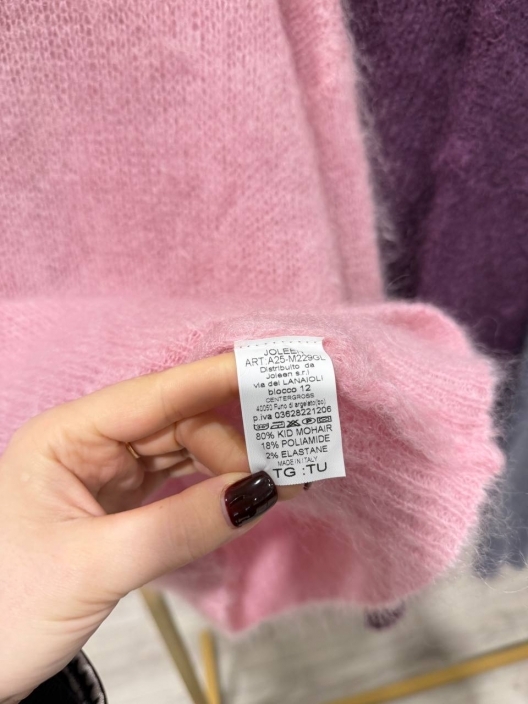 JOLEEN
ART.A25-M229GL
Distribuito da
Joleen s.r.l
via dei LANAIOLI
blocco 12
CENTERGROSS
40050 Funo di argelato(bo)
p.iva 03628221206
80% KID MOHAIR
18% POLIAMIDE
2% ELASTANE
MADE IN ITALY
TG :TU